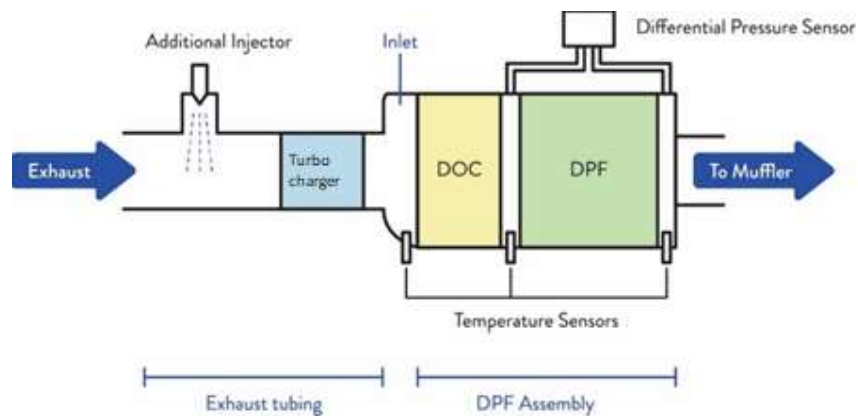 Additional Injector
Inlet
Differential Pressure Sensor
Exhaust
Turbo
charger
DOC
DPF
To Muffler
Temperature Sensors
Exhaust tubing
DPF Assembly